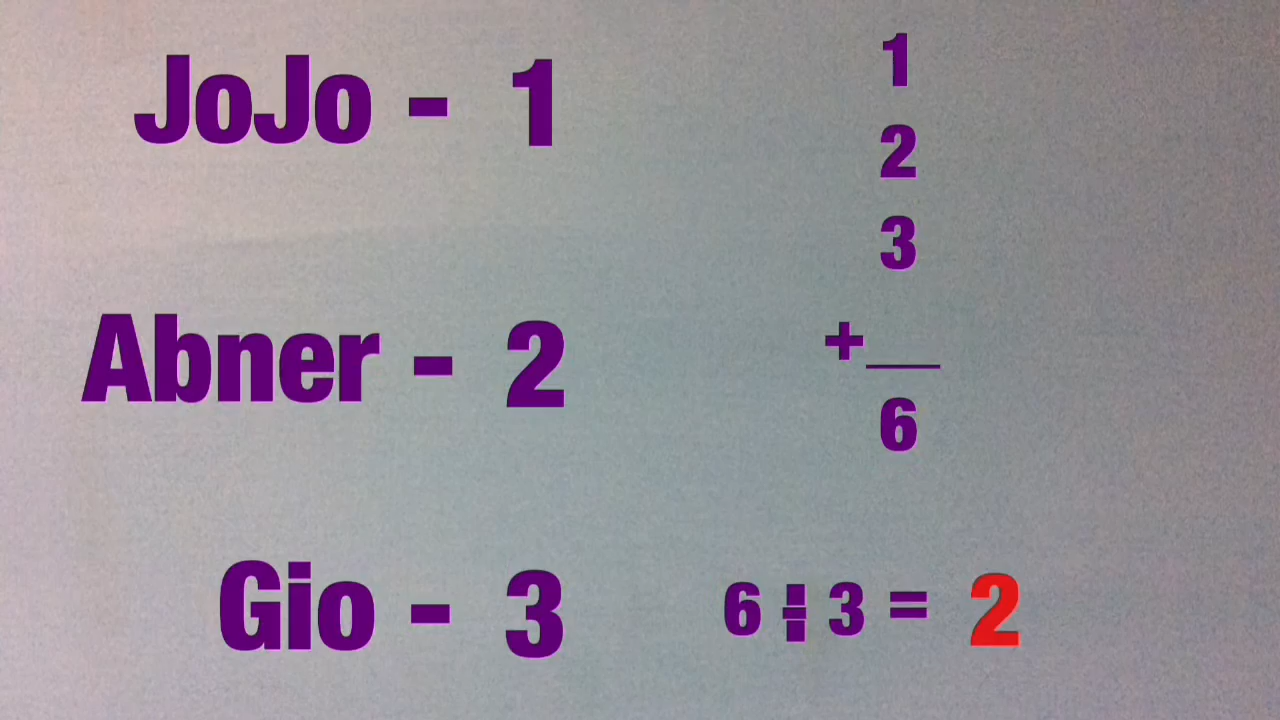 JoJo - 1
Abner - 2
Gio - 3
1
2
3
+
6
6 ÷ 3 = 2